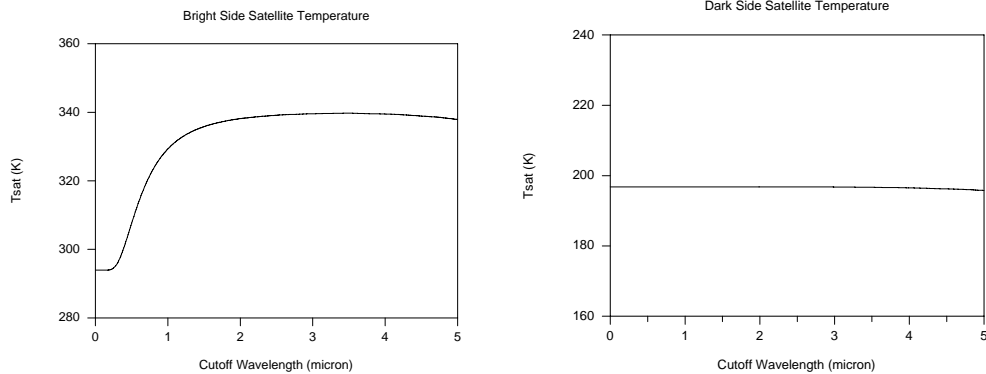 Bright Side Satellite Temperature
360
340
320
300
280
Tsat (K)
0 1 2 3 4 5
Cutoff Wavelength (micron)
Dark Side Satellite Temperature
240
220
200
180
160
Tsat (K)
0 1 2 3 4 5
Cutoff Wavelength (micron)